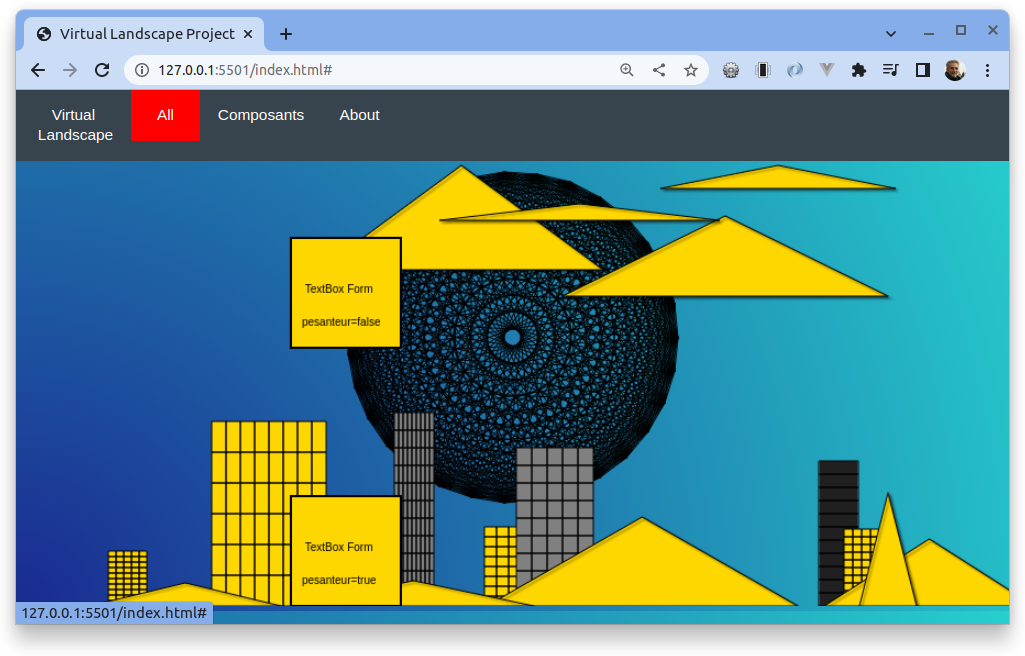 Virtual Landscape Project
127.0.0.1:5501/index.html#
Virtual
Landscape
All
Composants
About
TextBox Form
pesanteur=false
TextBox Form
pesanteur=true
127.0.0.1:5501/index.html#